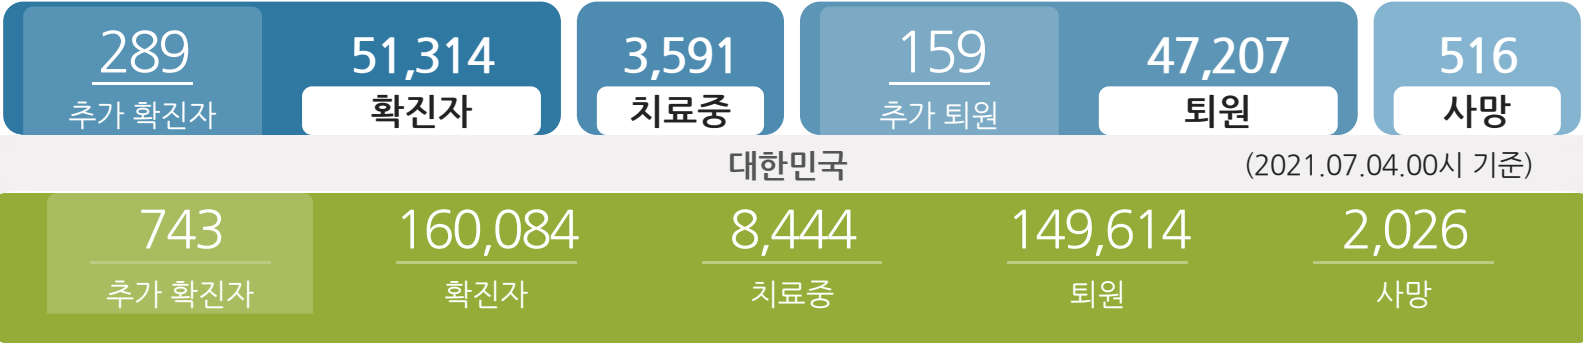 289 51,314 3,591 159 47,207 516
추가 확진자 확진자 치료중 추가 퇴원 퇴원 사망
대한민국 (2021.07.04.00시 기준)
743 160,084 8,444 149,614 2,026
추가 확진자 확진자 치료중 퇴원 사망